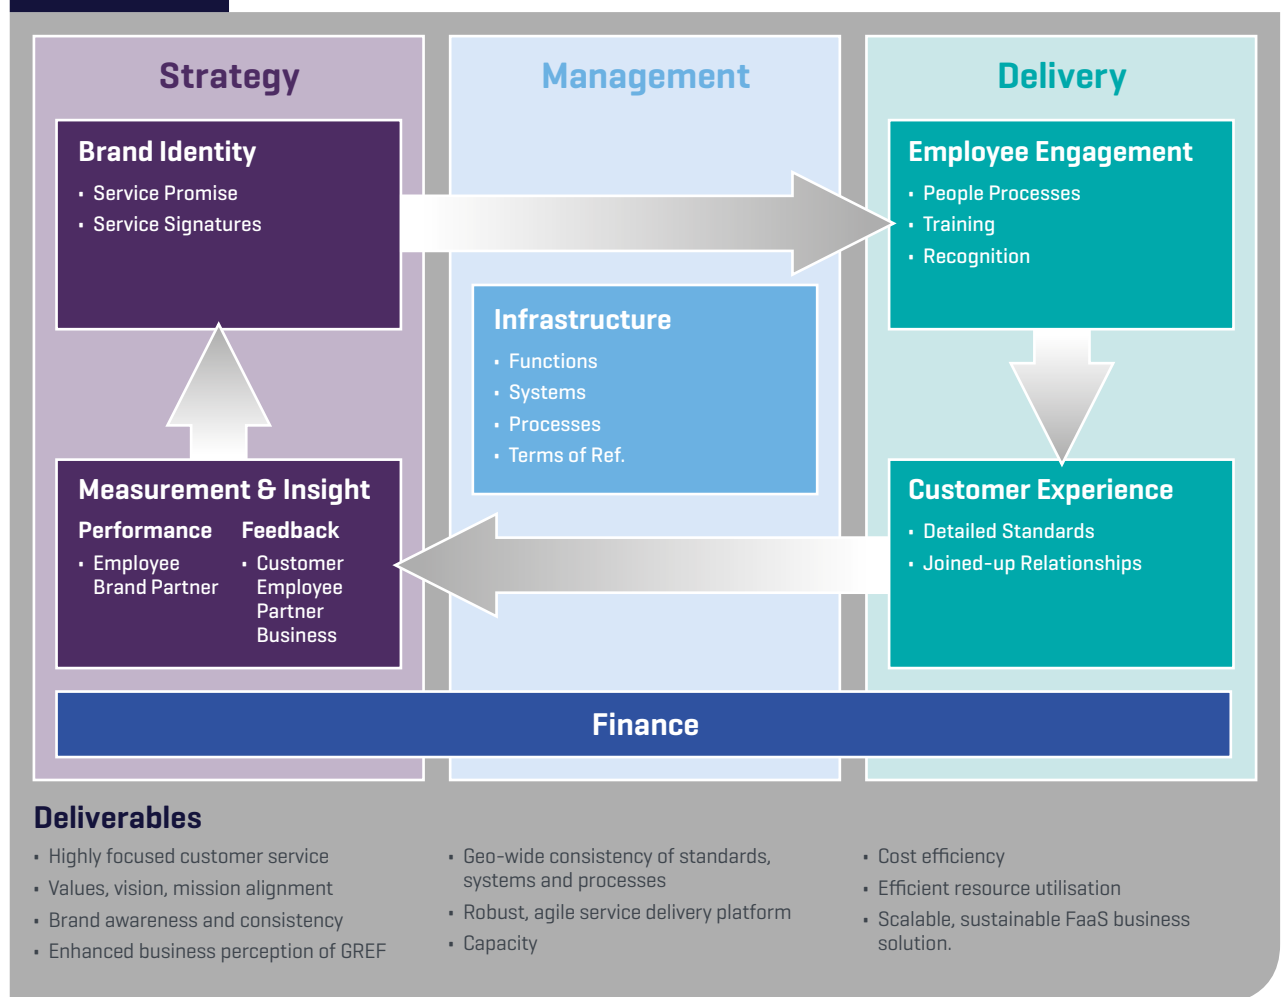 Strategy
Brand Identity
• Service Promise
• Service Signatures
Measurement & Insight
Performance
• Employee
Brand Partner
Feedback
• Customer
Employee
Partner
Business
Management
Infrastructure
• Functions
• Systems
• Processes
• Terms of Ref.
Delivery
Employee Engagement
• People Processes
• Training
• Recognition
Customer Experience
• Detailed Standards
• Joined-up Relationships
Finance
Deliverables
• Highly focused customer service
• Values, vision, mission alignment
• Brand awareness and consistency
• Enhanced business perception of GREF
• Geo-wide consistency of standards,
systems and processes
• Robust, agile service delivery platform
• Capacity
• Cost efficiency
• Efficient resource utilisation
• Scalable, sustainable FaaS business
solution.